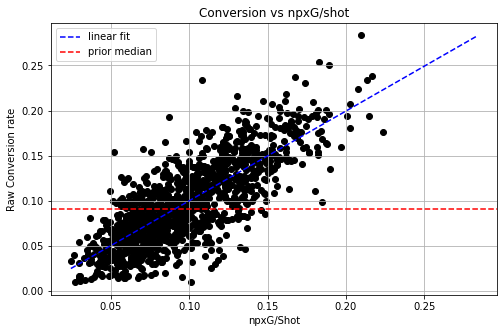 Conversion vs npxG/shot
linear fit
prior median
Raw Conversion rate
0.25
0.20
0.15
0.10
0.05
0.00
0.05
0.10
0.15
0.20
0.25
npxG/Shot